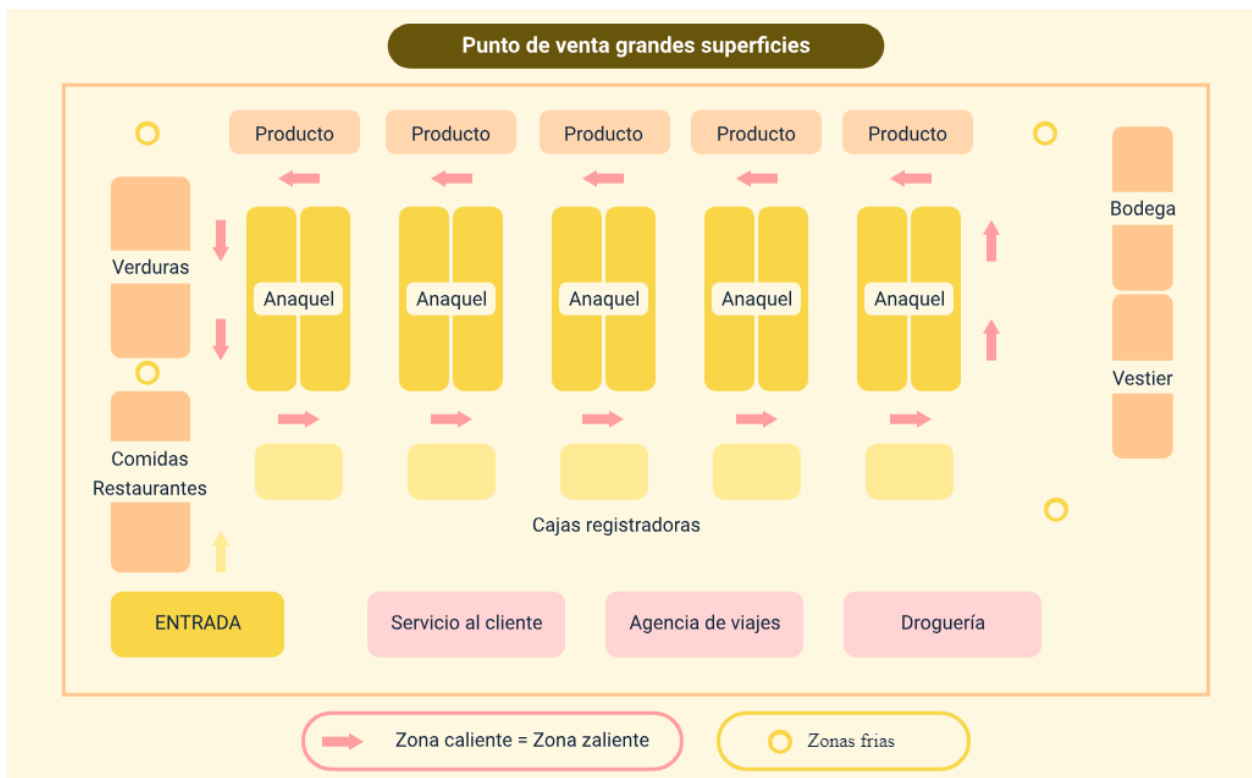 Punto de venta grandes superficies
Producto
Producto
Producto
Producto
Producto
Bodega
Verduras
Anaquel
Anaquel
Anaquel
Anaquel
Anaquel
Vestier
Comidas
Restaurantes
Cajas registradoras
ENTRADA
Servicio al cliente
Agencia de viajes
Droguería
Zona caliente = Zona zaliente
Zonas frias